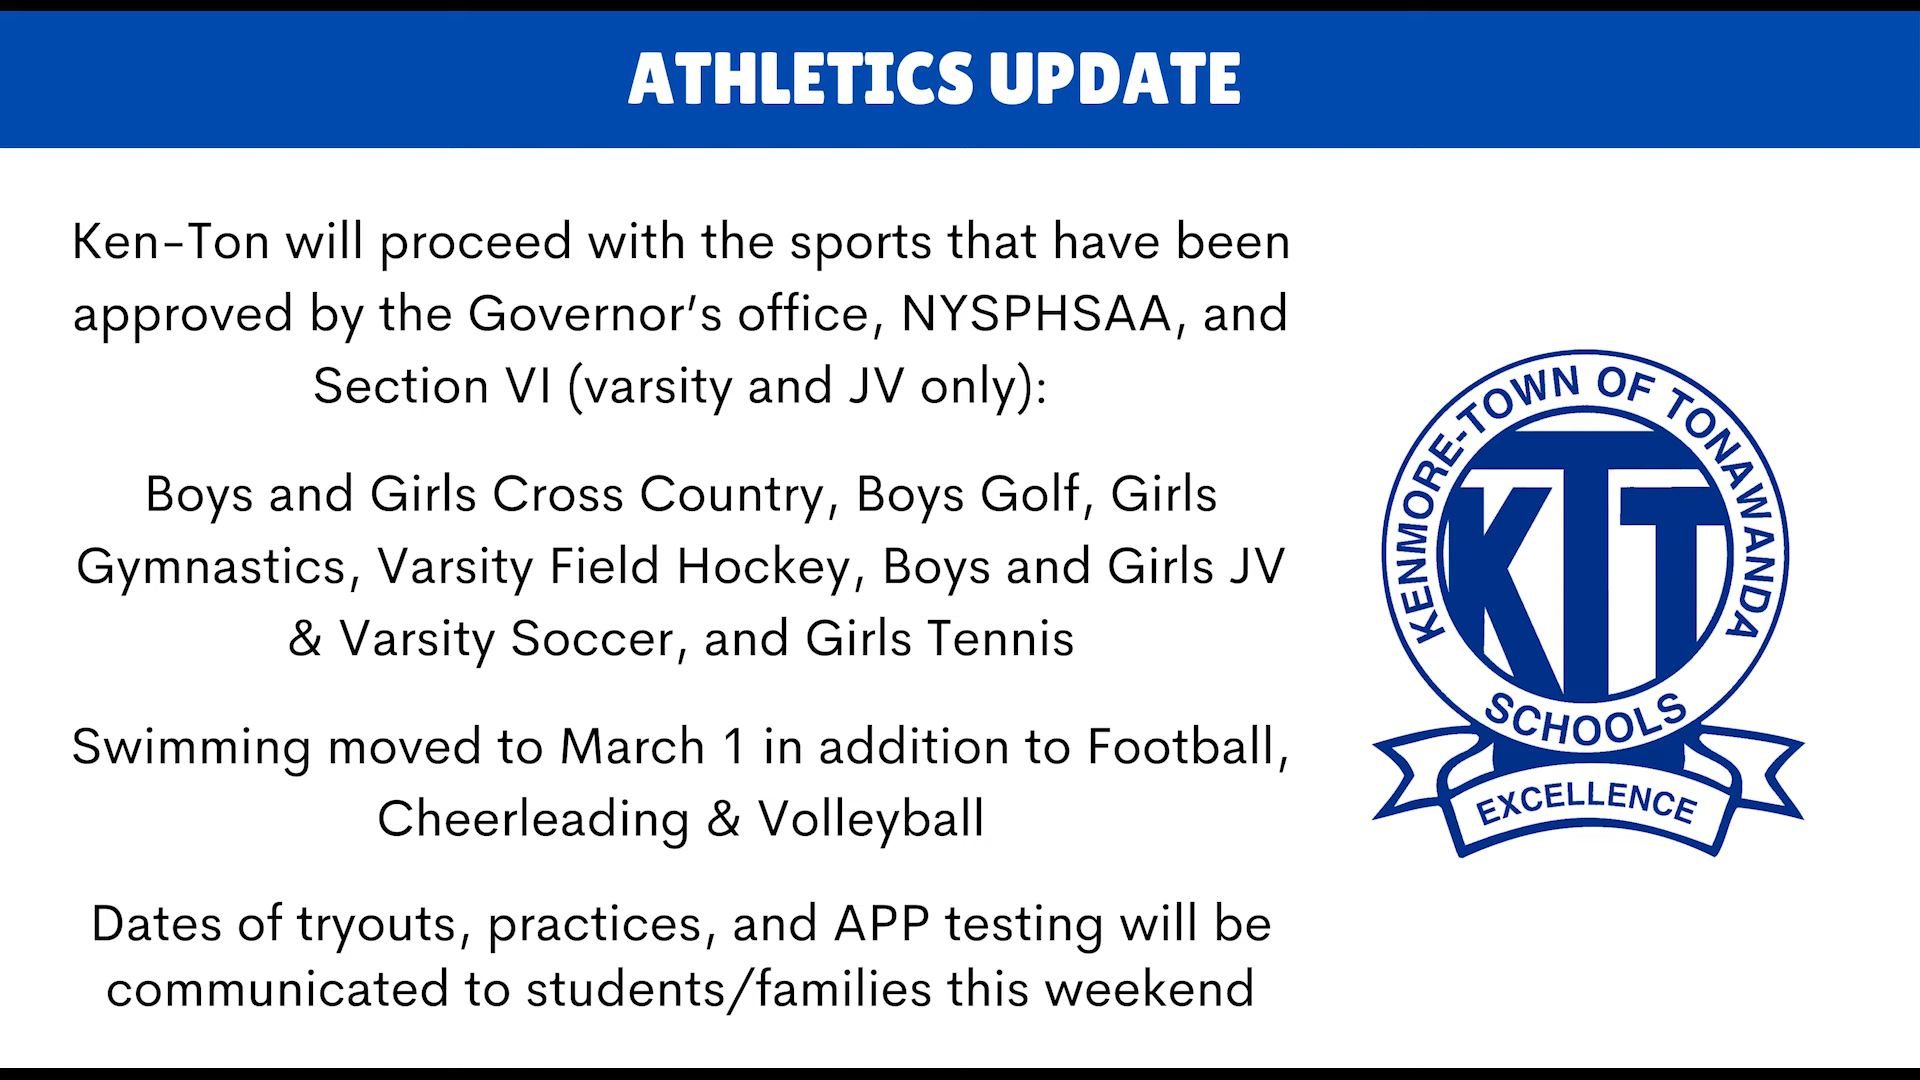 ATHLETICS UPDATE
Ken-Ton will proceed with the sports that have been
approved by the Governor's office, NYSPHSAA, and
Section VI (varsity and JV only):
Boys and Girls Cross Country, Boys Golf, Girls
Gymnastics, Varsity Field Hockey, Boys and Girls JV
& Varsity Soccer, and Girls Tennis
Swimming moved to March 1 in addition to Football,
Cheerleading & Volleyball
Dates of tryouts, practices, and APP testing will be
communicated to students/families this weekend
KENMORE-TOWN OF TONAWANDA
KTT
SCHOOLS
EXCELLENCE